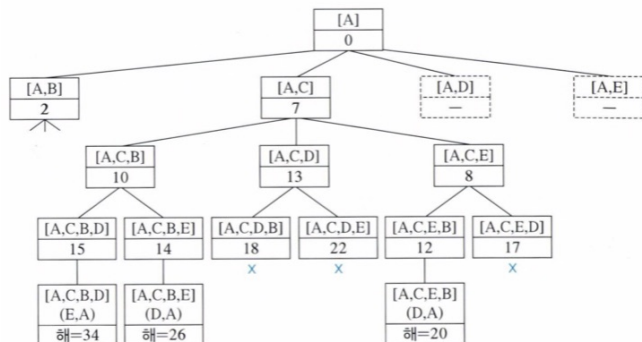 [A]
0
[A,B]
2
[A,C]
7
[A,D]
—
[A,E]
—
[A,C,B]
10
[A,C,D]
13
[A,C,E]
8
[A,C,B,D]
15
[A,C,B,E]
14
[A,C,D,B]
18
[A,C,D,E]
22
[A,C,E,B]
12
[A,C,E,D]
17
X
X
X
[A,C,B,D]
(E,A)
해=34
[A,C,B,E]
(D,A)
해=26
[A,C,E,B]
(D,A)
해=20